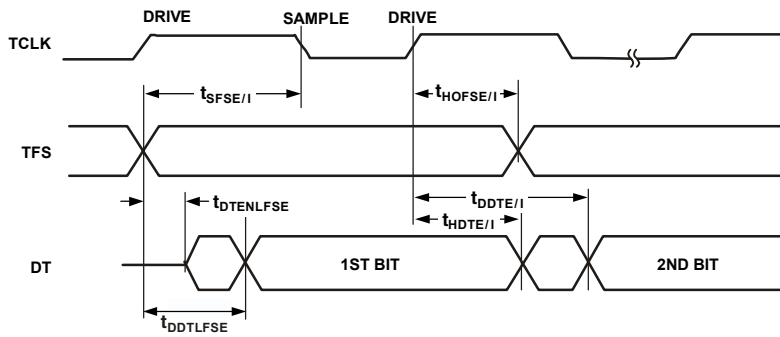 DRIVE SAMPLE DRIVE
TCLK
tSFSE/I tHOFSE/I
TFS
tDTENLFSE tDDTE/I
tHDTE/I
DT 1ST BIT 2ND BIT
tDDTLFSE